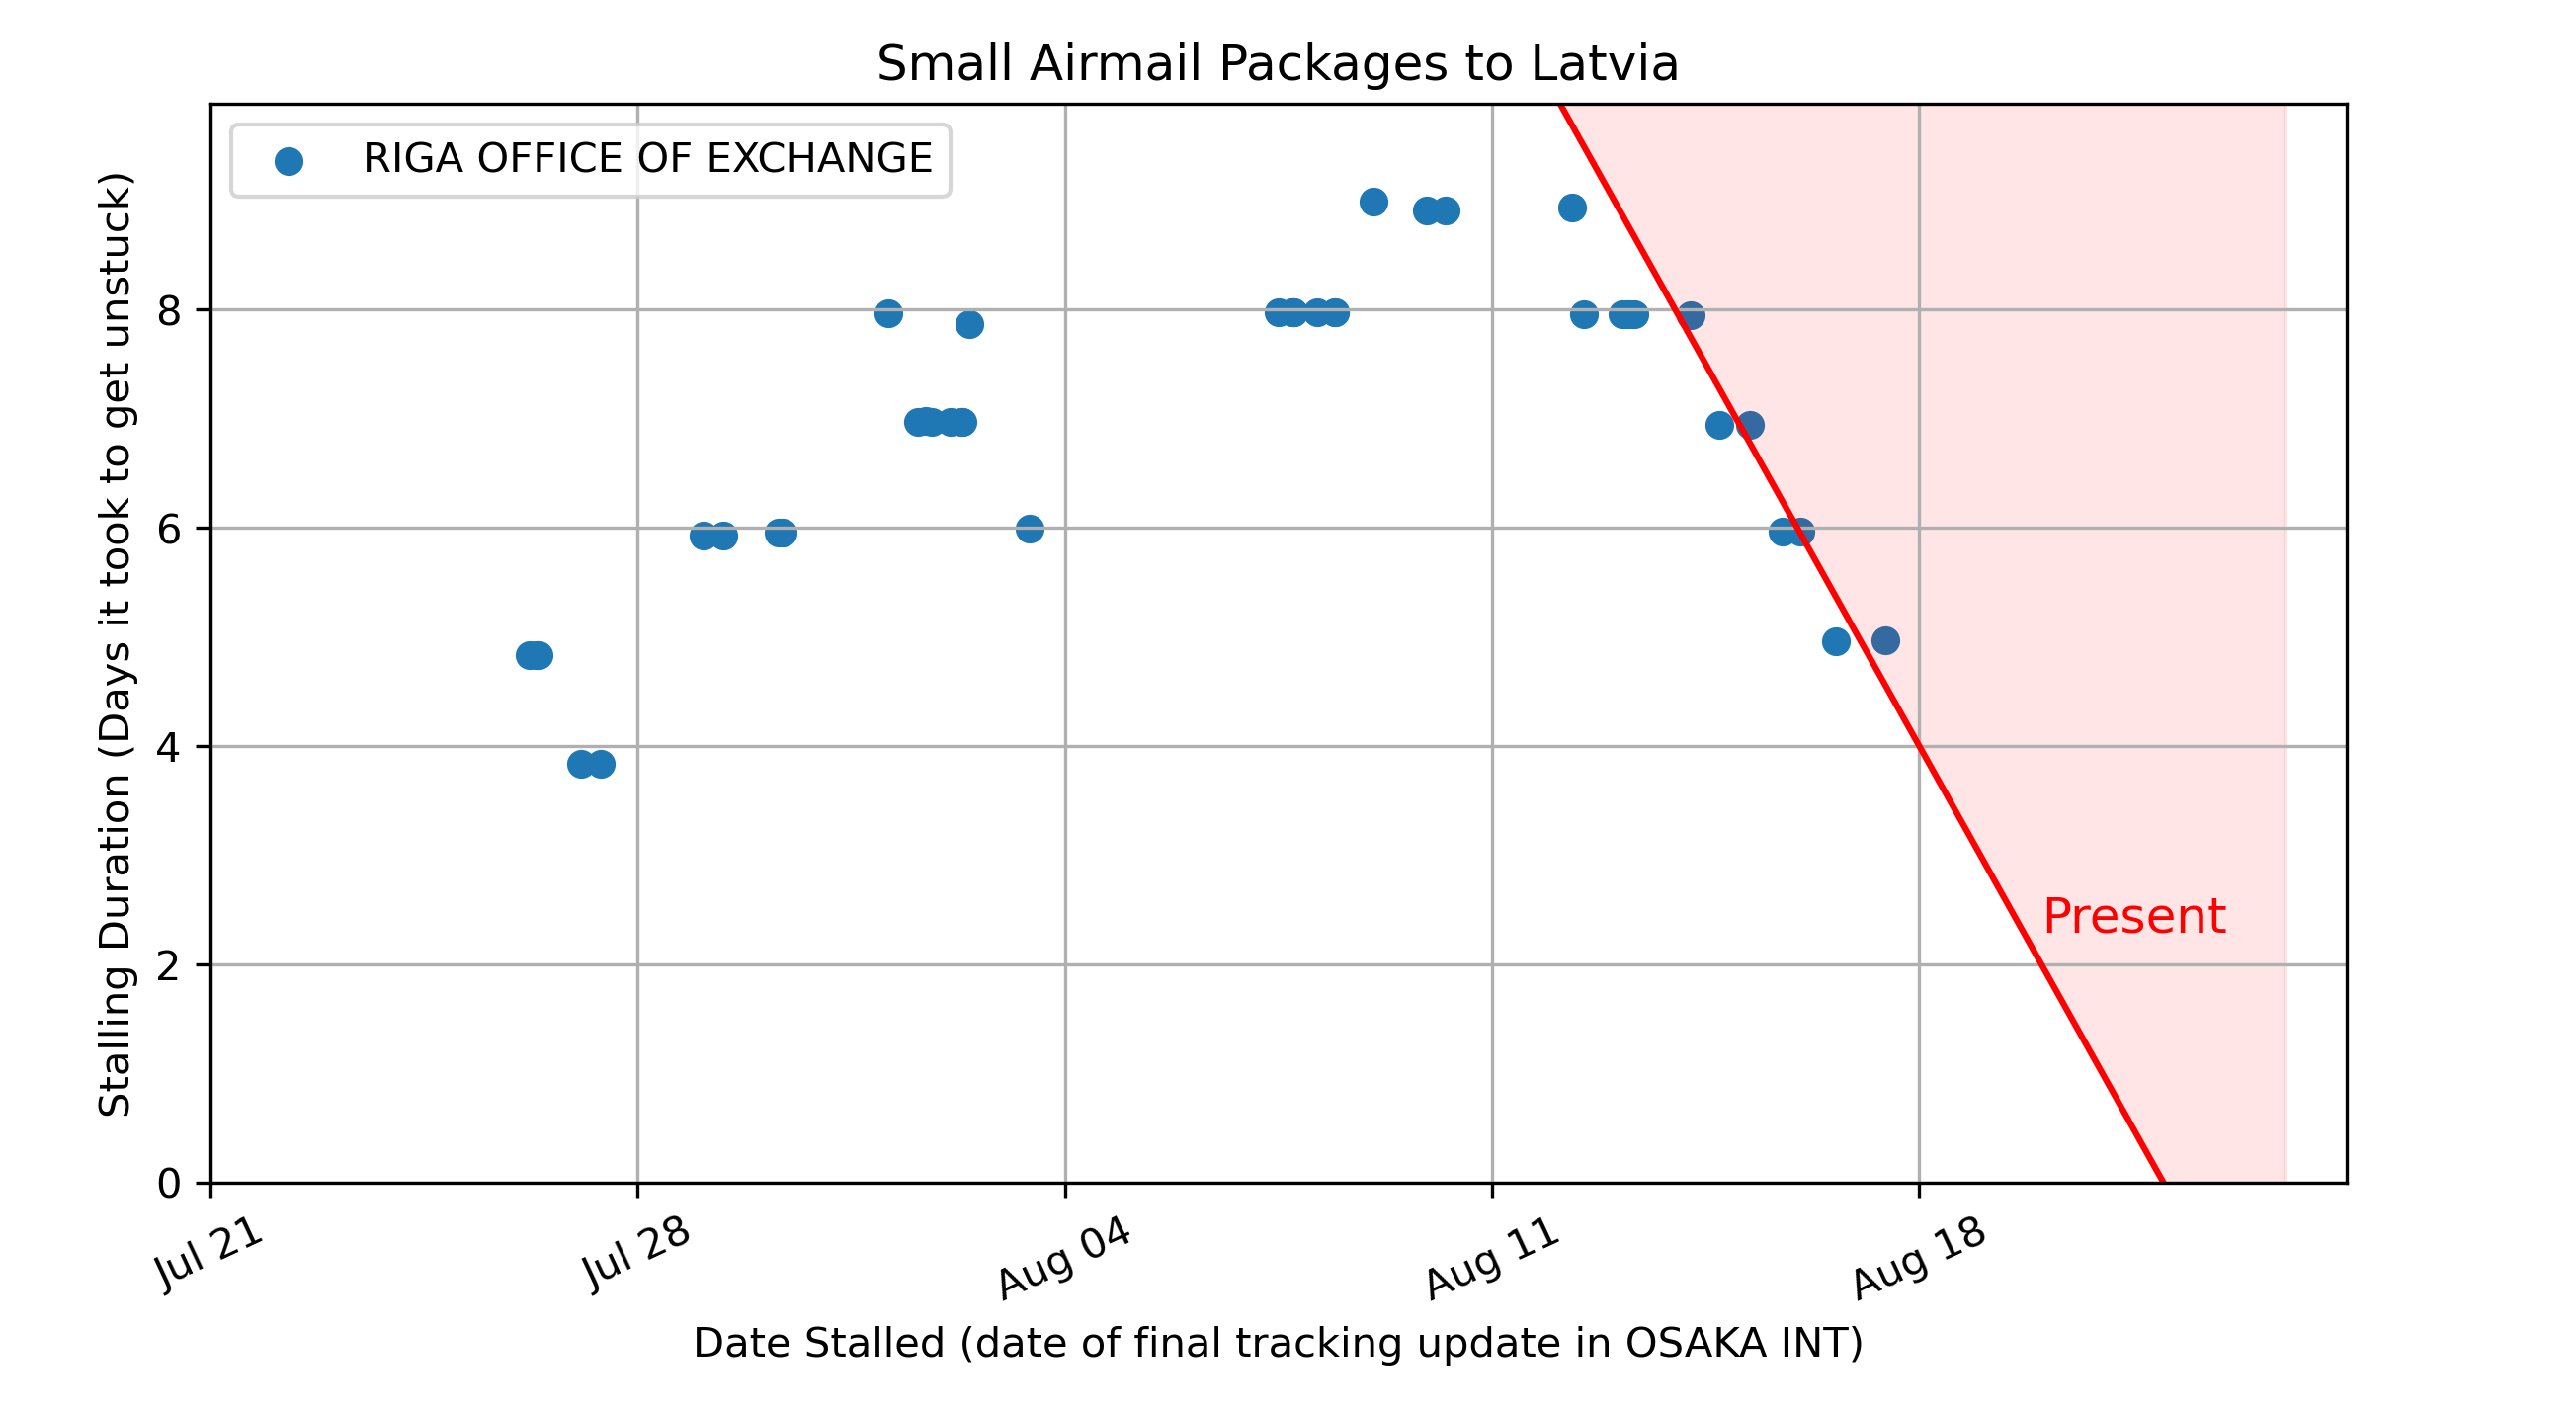 Small Airmail Packages to Latvia
RIGA OFFICE OF EXCHANGE
Stalling Duration (Days it took to get unstuck)
8
6
4
2
0
Present
Jul 21
Jul 28
Aug 04
Aug 11
Aug 18
Date Stalled (date of final tracking update in OSAKA INT)